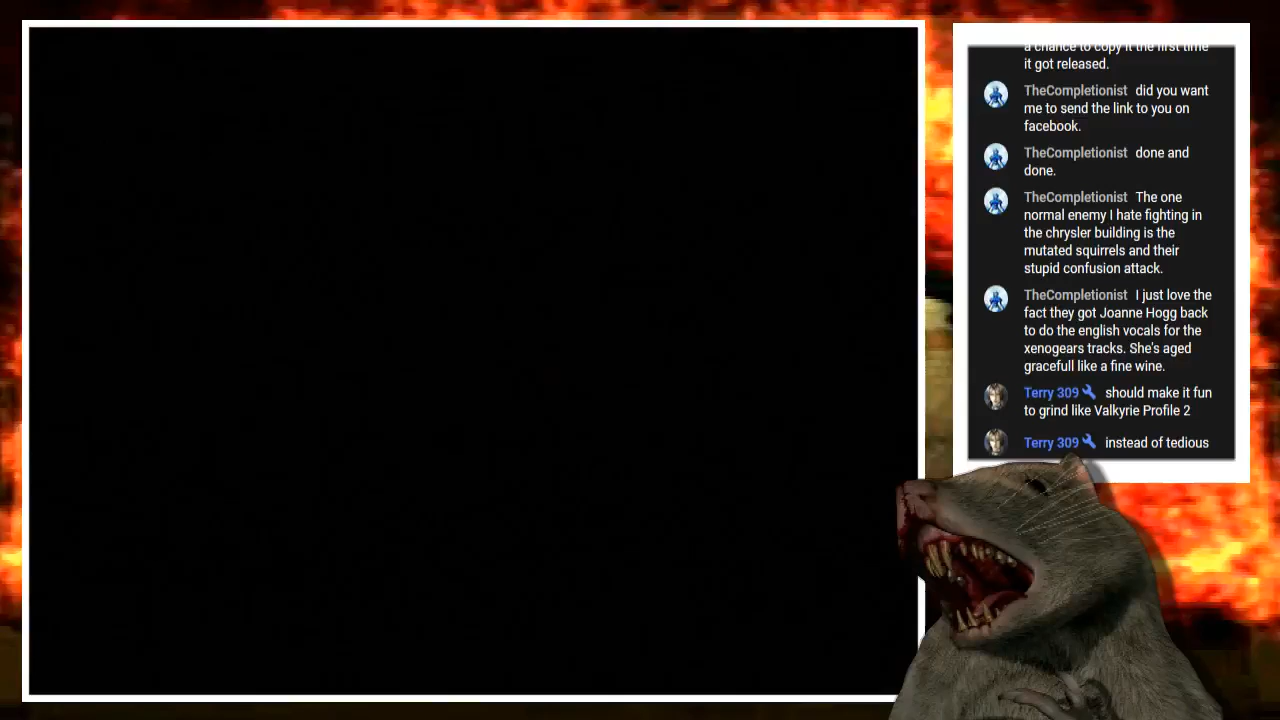 a chance to copy it the first time
it got released.
TheCompletionist did you want
me to send the link to you on
facebook.
TheCompletionist done and
done.
TheCompletionist The one
normal enemy I hate fighting in
the chrysler building is the
mutated squirrels and their
stupid confusion attack.
TheCompletionist I just love the
fact they got Joanne Hogg back
to do the english vocals for the
xenogears tracks. She's aged
gracefull like a fine wine.
Terry 309 should make it fun
to grind like Valkyrie Profile 2
Terry 309 instead of tedious